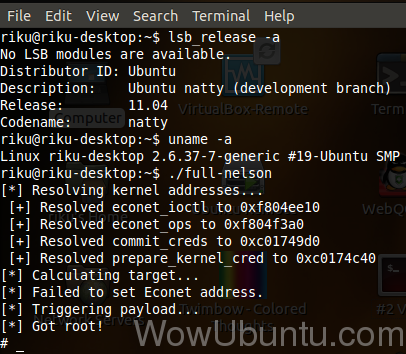 File Edit View Search Terminal Help
riku@riku-desktop:~$ lsb_release -a
No LSB modules are available.
Distributor ID: Ubuntu
Description: Ubuntu natty (development branch)
Release: 11.04
Codename: natty
riku@riku-desktop:~$ uname -a
Linux riku-desktop 2.6.37-7-generic #19-Ubuntu SMP
riku@riku-desktop:~$ ./full-nelson
[*] Resolving kernel addresses...
[+] Resolved econet_ioctl to 0xf804ee10
[+] Resolved econet_ops to 0xf804f3a0
[+] Resolved commit_creds to 0xc01749d0
[+] Resolved prepare_kernel_cred to 0xc0174c40
[*] Calculating target...
[*] Failed to set Econet address.
[*] Triggering payload...
[*] Got root!
# _
Computer
VirtualBox-Remote
Term
Home
WebQ
Network Servers
- Colored
#2 V
WowUbuntu.com